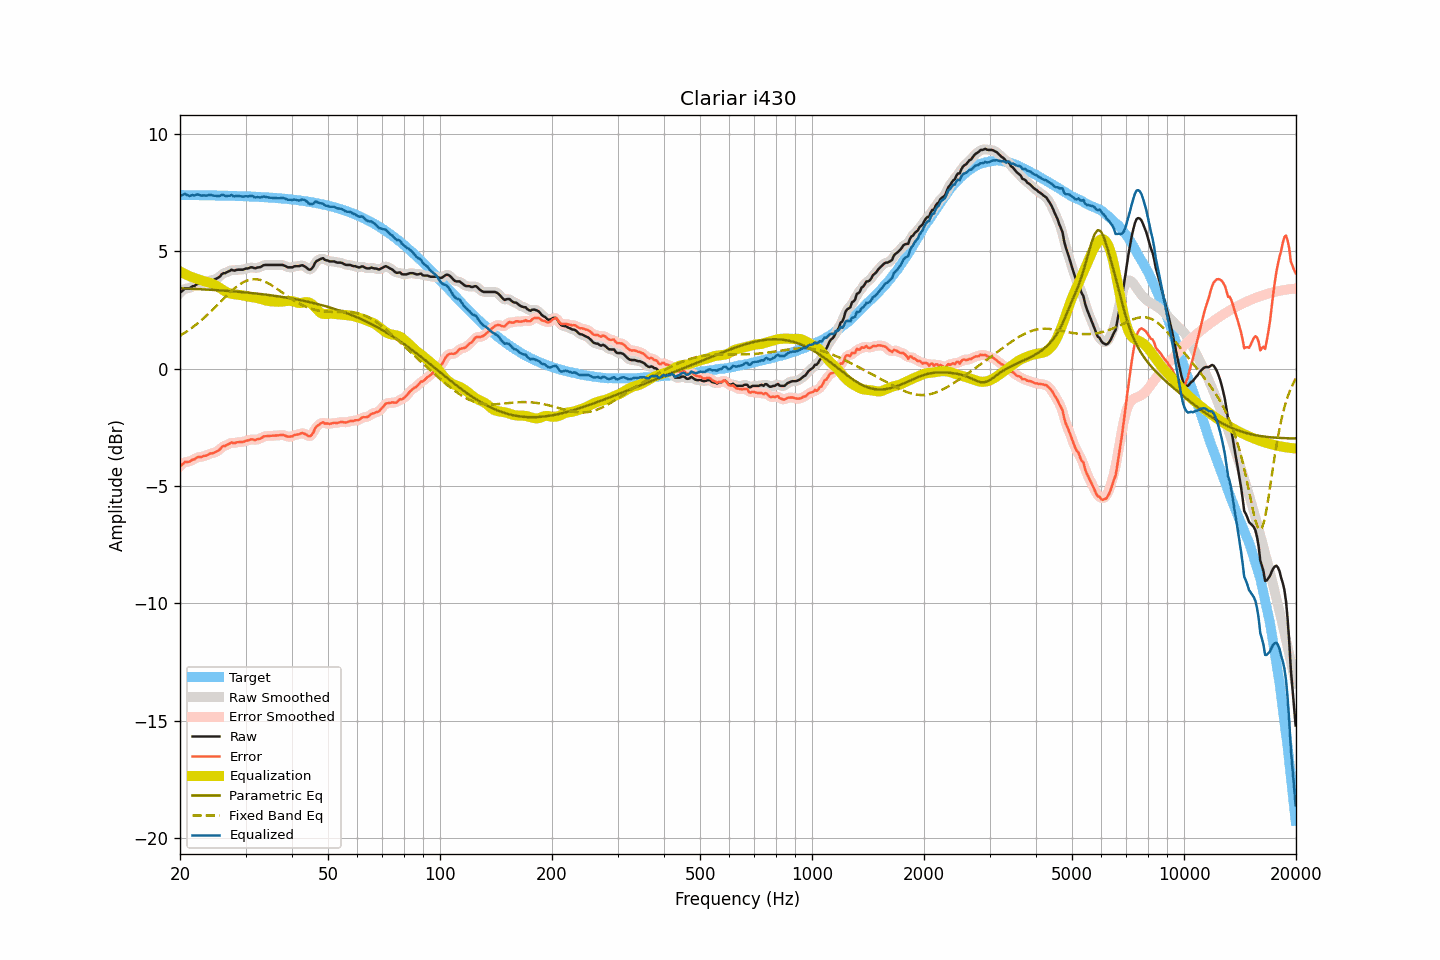 Clariar i430
10
5
0
−5
−10
−15
−20
Amplitude (dBr)
Target
Raw Smoothed
Error Smoothed
Raw
Error
Equalization
Parametric Eq
Fixed Band Eq
Equalized
20 50 100 200 500 1000 2000 5000 10000 20000
Frequency (Hz)